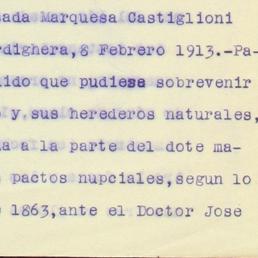 sada Marquesa Castiglioni
rdighera,8 Febrero 1913.-Pa-
ido que pudiese sobrevenir
y sus herederos naturales,
a a la parte del dote ma-
pactos nupciales,segun lo
1863,ante el Doctor Jose